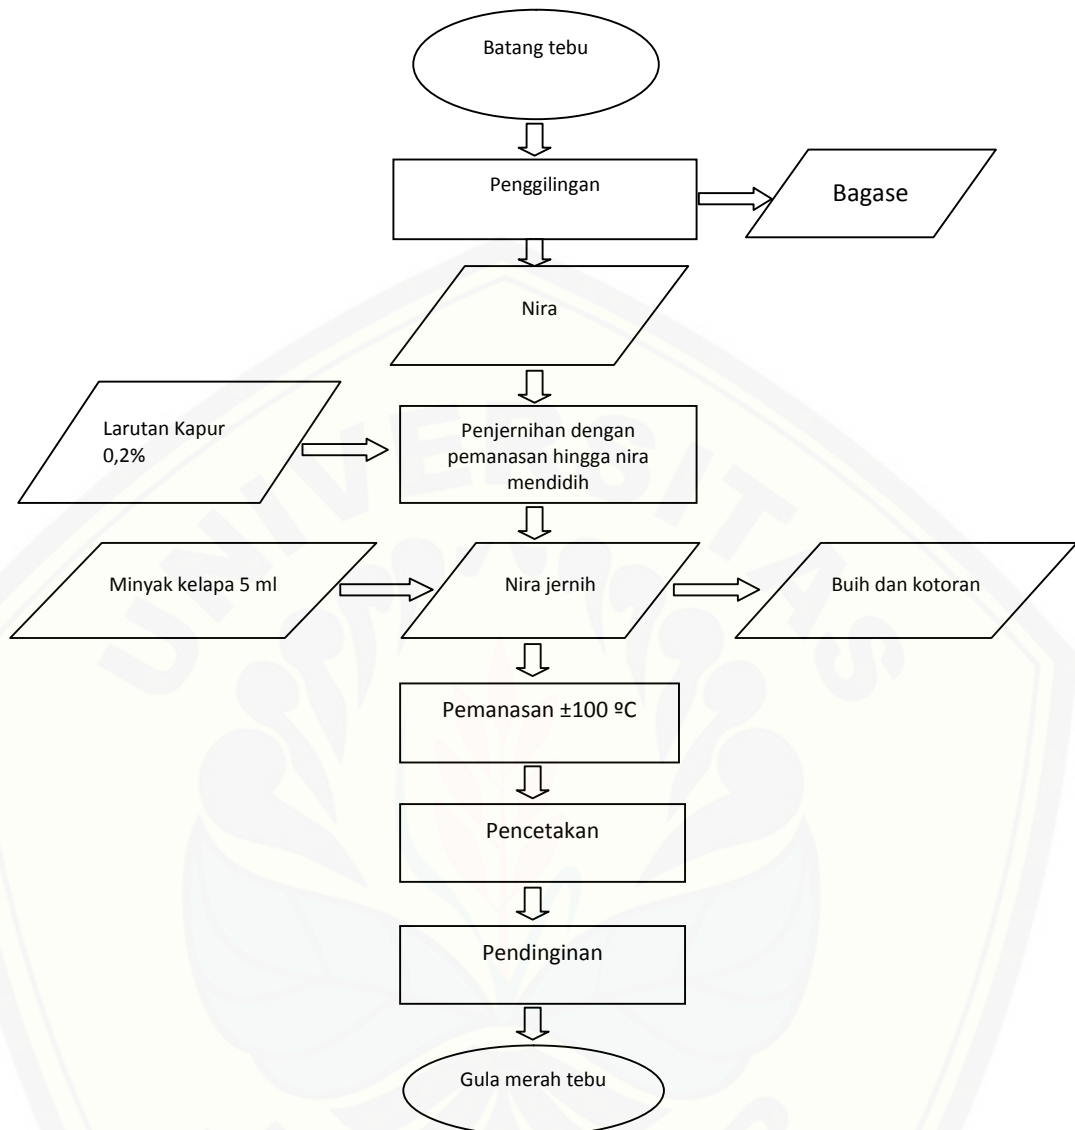 Batang tebu
Penggilingan
Bagase
Nira
Larutan Kapur
0,2%
Penjernihan dengan
pemanasan hingga nira
mendidih
Minyak kelapa 5 ml
Nira jernih
Buih dan kotoran
Pemanasan ±100 ºC
Pencetakan
Pendinginan
Gula merah tebu
UNIVERSITAS